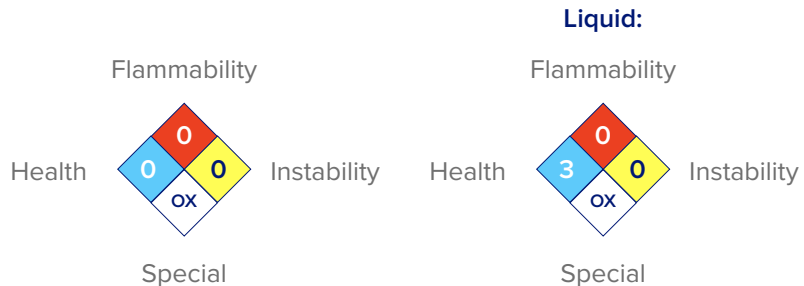 Liquid:
Flammability Flammability
0 0
Health 0 0 Instability Health 3 0 Instability
OX OX
Special Special